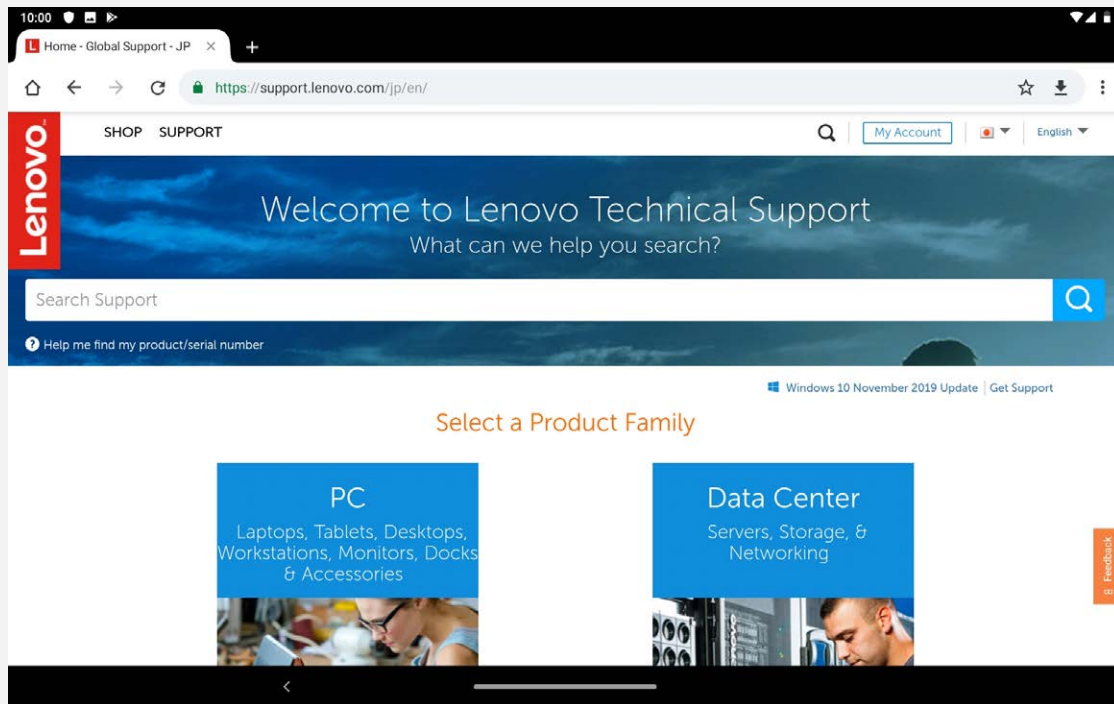 10:00
Home - Global Support - JP
https://support.lenovo.com/jp/en/
Lenovo
SHOP SUPPORT
My Account
English
Welcome to Lenovo Technical Support
What can we help you search?
Search Support
? Help me find my product/serial number
Windows 10 November 2019 Update | Get Support
Select a Product Family
PC
Laptops, Tablets, Desktops,
Workstations, Monitors, Docks
& Accessories
Data Center
Servers, Storage, &
Networking
Feedback